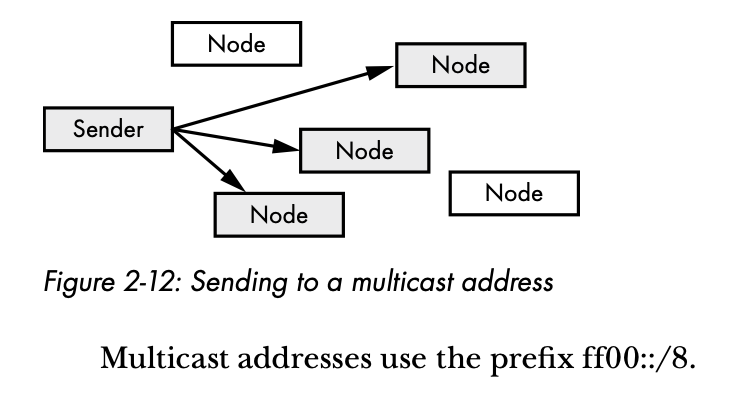 Node
Node
Sender
Node
Node
Node
Figure 2-12: Sending to a multicast address
Multicast addresses use the prefix ff00::/8.